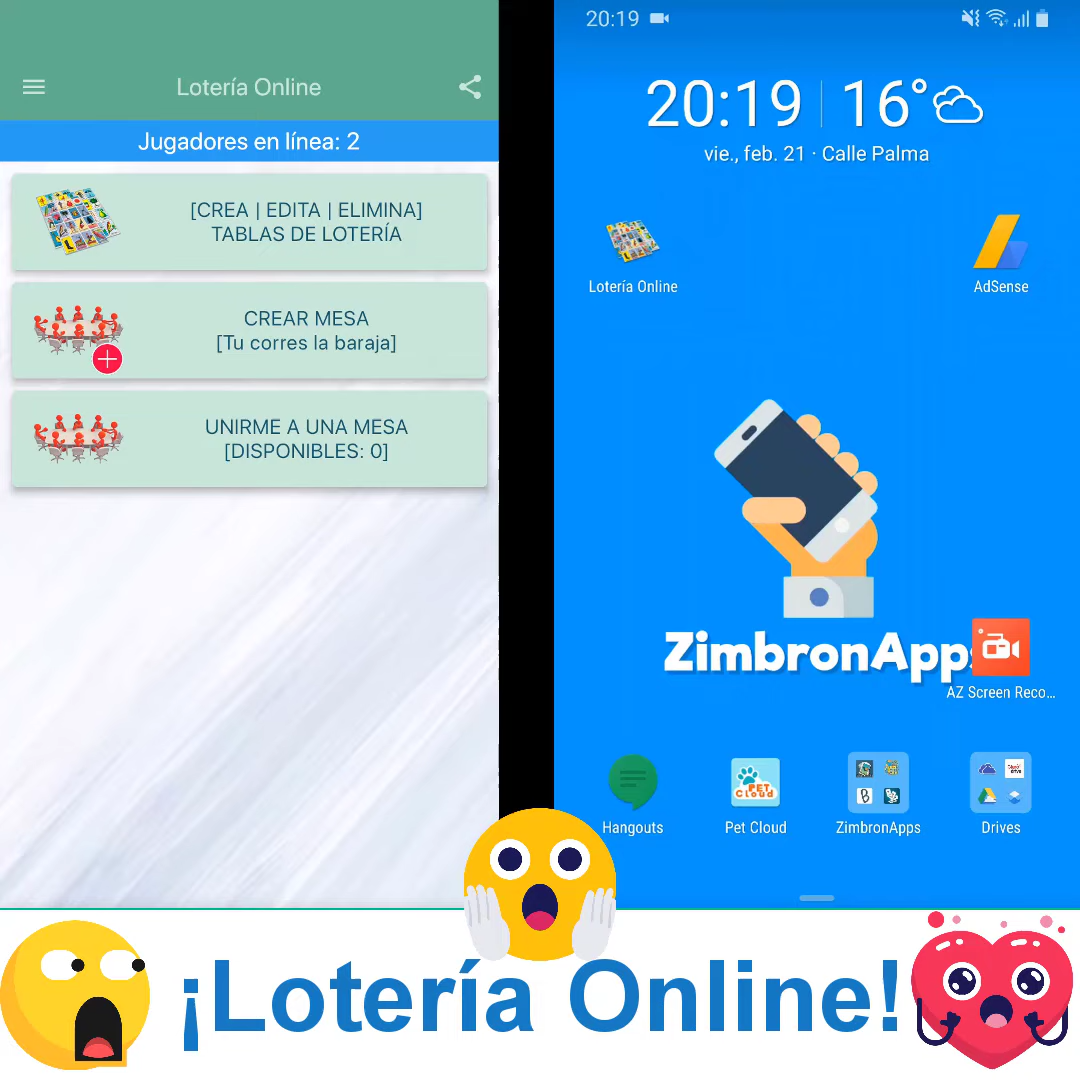 Lotería Online
Jugadores en línea: 2
[CREA | EDITA | ELIMINA]
TABLAS DE LOTERÍA
CREAR MESA
[Tu corres la baraja]
UNIRME A UNA MESA
[DISPONIBLES: 0]
20:19
20:19 16°
vie., feb. 21 · Calle Palma
Lotería Online
AdSense
ZimbronApps
AZ Screen Reco...
PET
Cloud
Hangouts
Pet Cloud
ZimbronApps
Drives
¡Lotería Online!